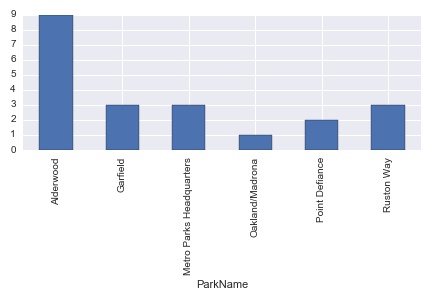 9
8
7
6
5
4
3
2
1
0
Alderwood
Garfield
Metro Parks Headquarters
Oakland/Madrona
Point Defiance
Ruston Way
ParkName